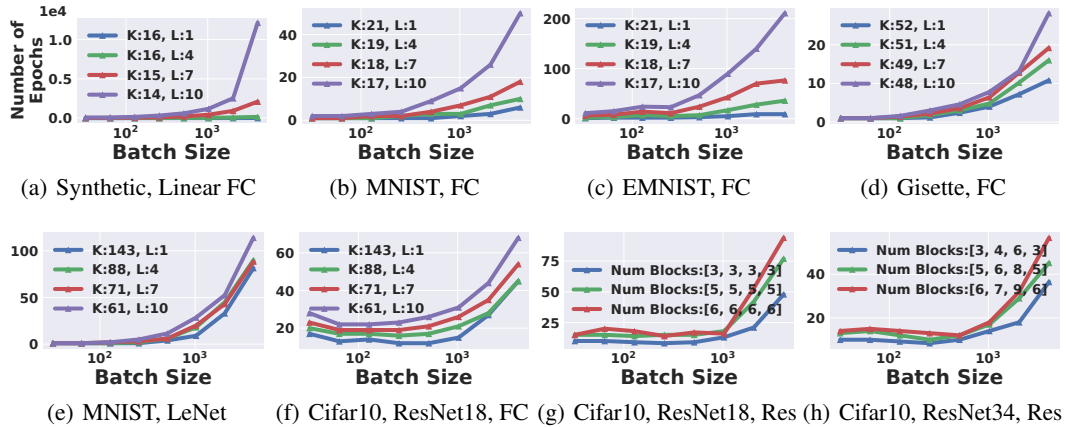 Number of
Epochs
1e4
1.0
0.5
0.0
K:16, L:1
K:16, L:4
K:15, L:7
K:14, L:10
10²
10³
Batch Size
(a) Synthetic, Linear FC
40
20
0
K:21, L:1
K:19, L:4
K:18, L:7
K:17, L:10
10²
10³
Batch Size
(b) MNIST, FC
200
100
0
K:21, L:1
K:19, L:4
K:18, L:7
K:17, L:10
10²
10³
Batch Size
(c) EMNIST, FC
20
10
0
K:52, L:1
K:51, L:4
K:49, L:7
K:48, L:10
10²
10³
Batch Size
(d) Gisette, FC
100
50
0
K:143, L:1
K:88, L:4
K:71, L:7
K:61, L:10
10²
10³
Batch Size
(e) MNIST, LeNet
60
40
20
K:143, L:1
K:88, L:4
K:71, L:7
K:61, L:10
10²
10³
Batch Size
(f) Cifar10, ResNet18, FC
75
50
25
Num Blocks:[3, 3, 3, 3]
Num Blocks:[5, 5, 5, 5]
Num Blocks:[6, 6, 6, 6]
10²
10³
Batch Size
(g) Cifar10, ResNet18, Res
40
20
Num Blocks:[3, 4, 6, 3]
Num Blocks:[5, 6, 8, 5]
Num Blocks:[6, 7, 9, 6]
10²
10³
Batch Size
(h) Cifar10, ResNet34, Res